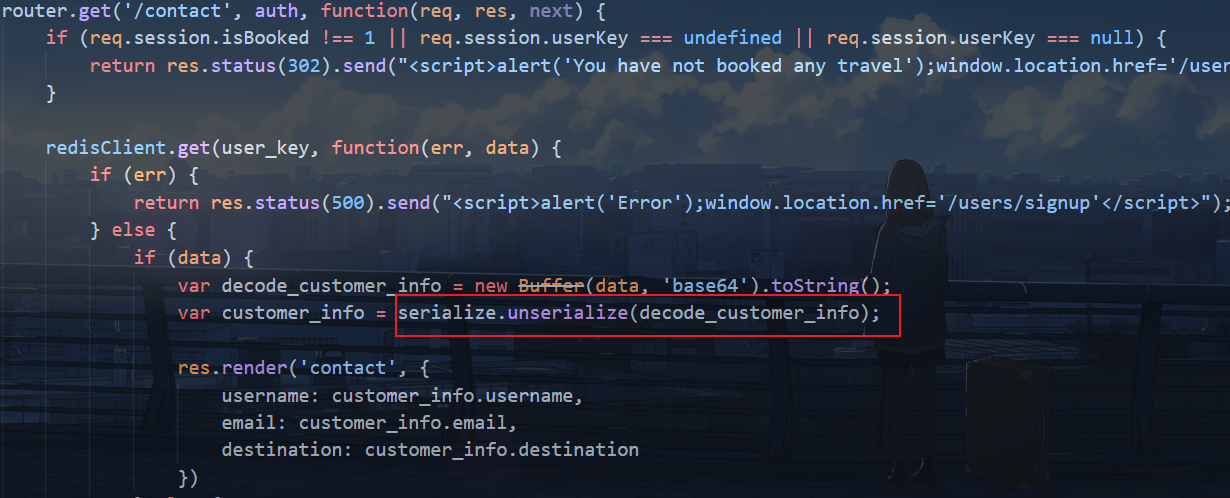 router.get('/contact', auth, function(req, res, next) {
    if (req.session.isBooked !== 1 || req.session.userKey === undefined || req.session.userKey === null) {
        return res.status(302).send("<script>alert('You have not booked any travel');window.location.href='/user
    }
    redisClient.get(user_key, function(err, data) {
        if (err) {
            return res.status(500).send("<script>alert('Error');window.location.href='/users/signup'</script>");
        } else {
            if (data) {
                var decode_customer_info = new Buffer(data, 'base64').toString();
                var customer_info = serialize.unserialize(decode_customer_info);
                res.render('contact', {
                    username: customer_info.username,
                    email: customer_info.email,
                    destination: customer_info.destination
                })